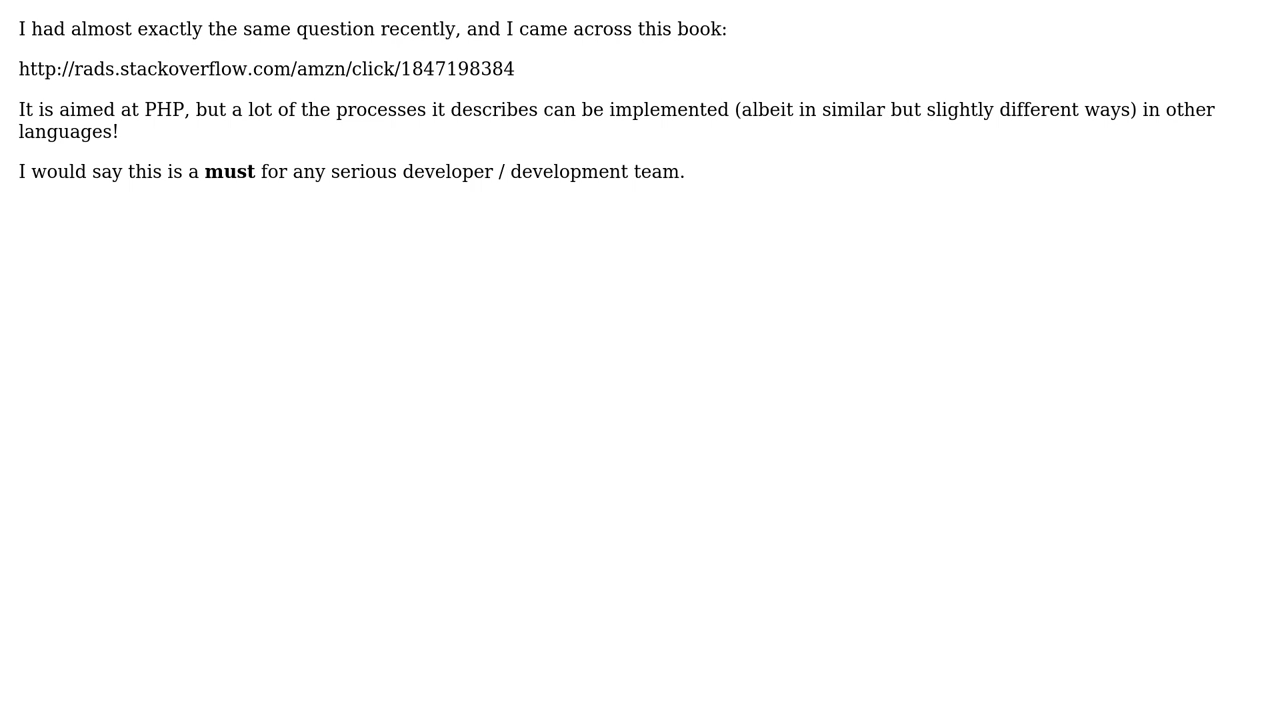 I had almost exactly the same question recently, and I came across this book:
http://rads.stackoverflow.com/amzn/click/1847198384
It is aimed at PHP, but a lot of the processes it describes can be implemented (albeit in similar but slightly different ways) in other
languages!
I would say this is a must for any serious developer / development team.